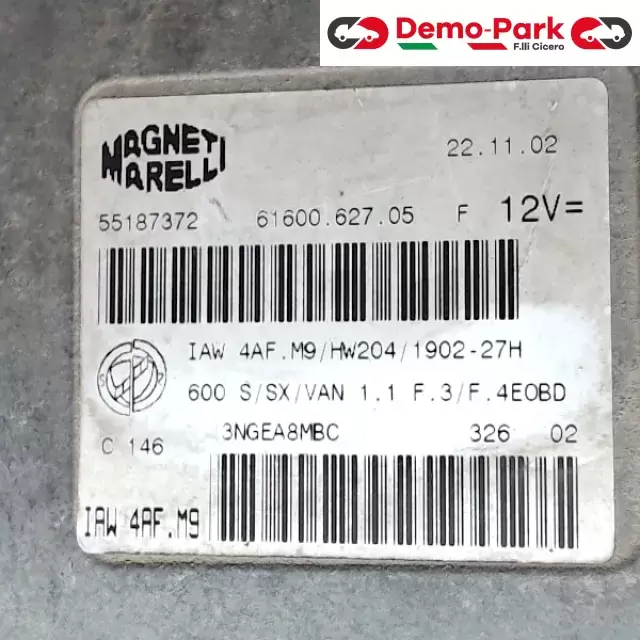 Demo-Park
F.lli Cicero
MAGNETI
MARELLI
22.11.02
55187372 61600.627.05 F 12V=
IAW 4AF.M9/HW204/1902-27H
600 S/SX/VAN 1.1 F.3/F.4EOBD
3NGEA8MBC 326 02
C 146
IAW 4AF.M9